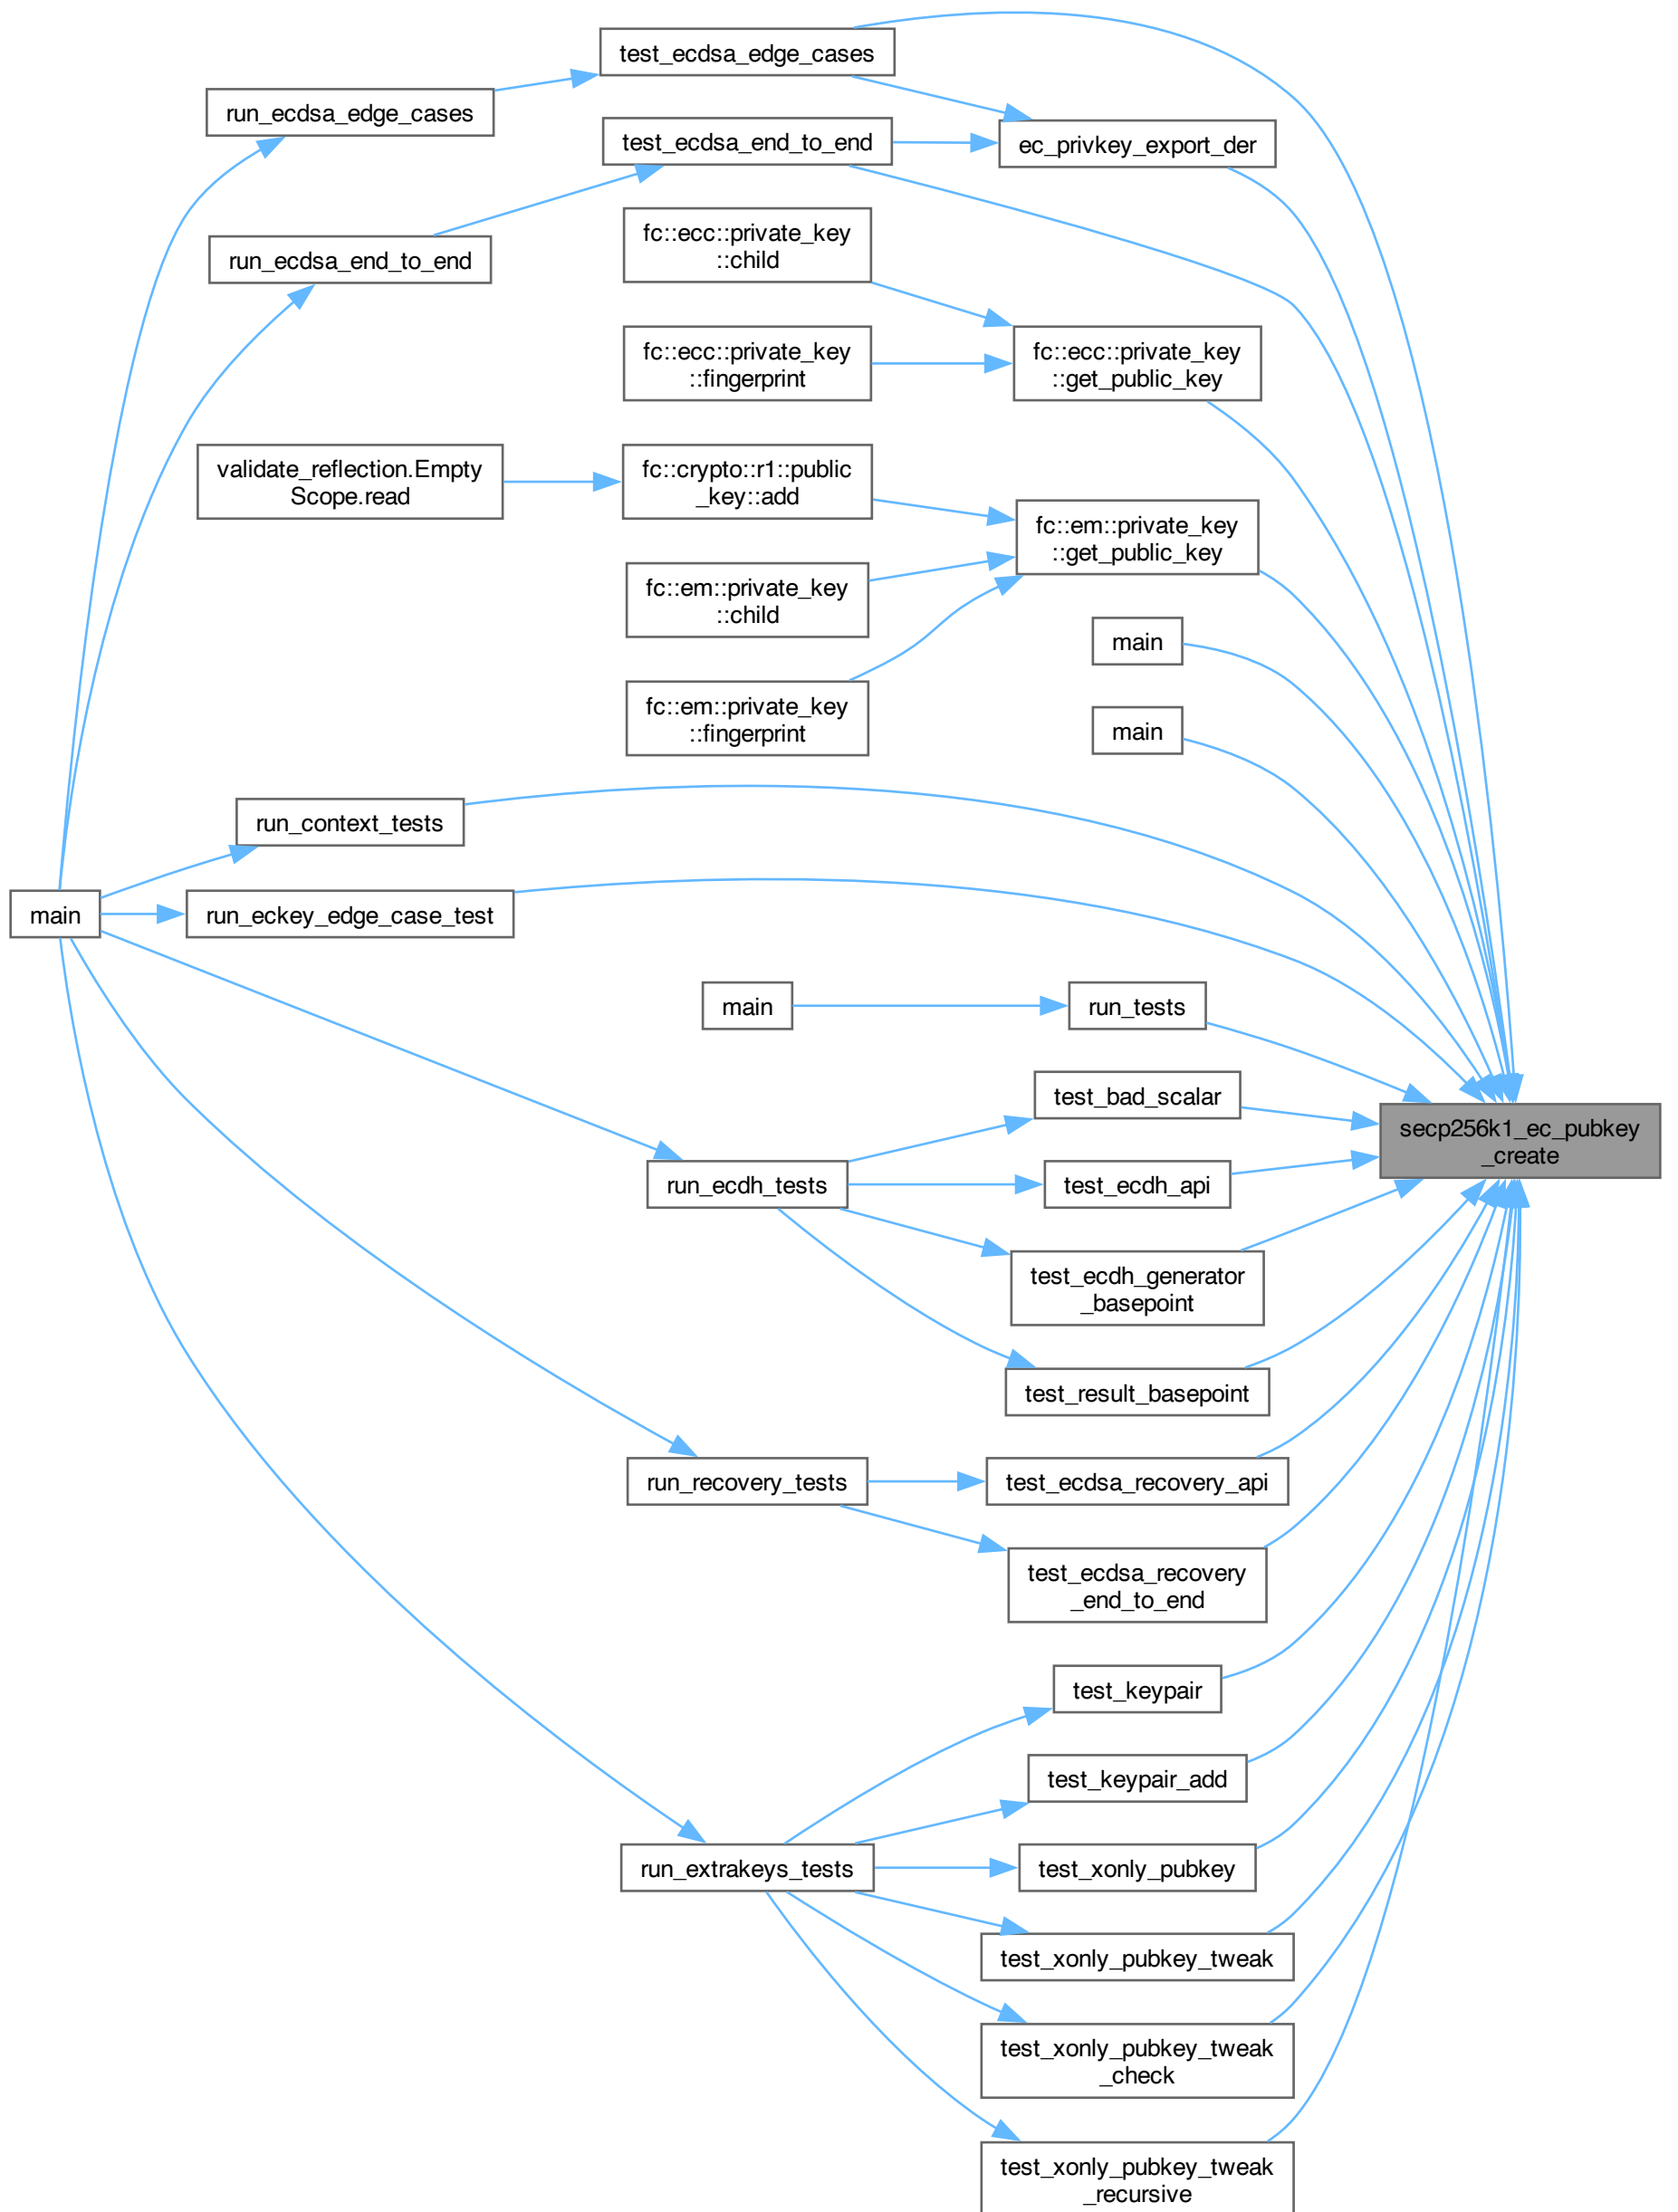 test_ecdsa_edge_cases
run_ecdsa_edge_cases
test_ecdsa_end_to_end
ec_privkey_export_der
run_ecdsa_end_to_end
fc::ecc::private_key
::child
fc::ecc::private_key
::fingerprint
fc::ecc::private_key
::get_public_key
validate_reflection.Empty
Scope.read
fc::crypto::r1::public
_key::add
fc::em::private_key
::get_public_key
fc::em::private_key
::child
main
fc::em::private_key
::fingerprint
main
run_context_tests
main
run_eckey_edge_case_test
main
run_tests
test_bad_scalar
secp256k1_ec_pubkey
_create
run_ecdh_tests
test_ecdh_api
test_ecdh_generator
_basepoint
test_result_basepoint
run_recovery_tests
test_ecdsa_recovery_api
test_ecdsa_recovery
_end_to_end
test_keypair
test_keypair_add
run_extrakeys_tests
test_xonly_pubkey
test_xonly_pubkey_tweak
test_xonly_pubkey_tweak
_check
test_xonly_pubkey_tweak
_recursive